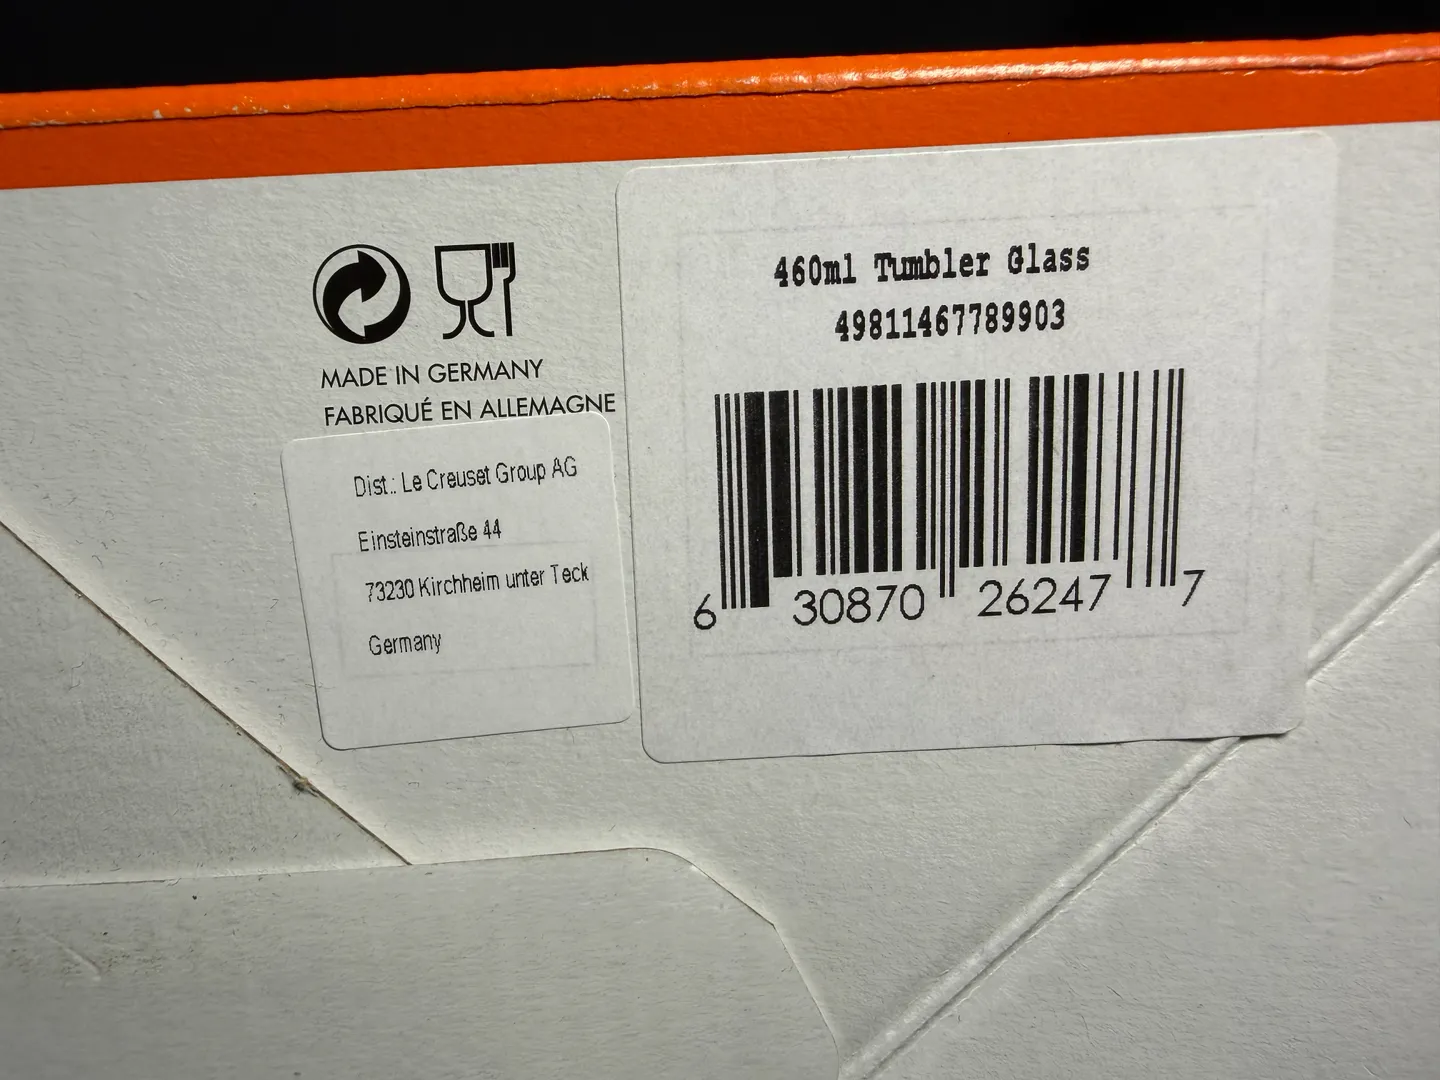 MADE IN GERMANY
FABRIQUÉ EN ALLEMAGNE
Dist.: Le Creuset Group AG
Einsteinstraße 44
73230 Kirchheim unter Teck
Germany
460ml Tumbler Glass
49811467789903
6 30870 26247 7